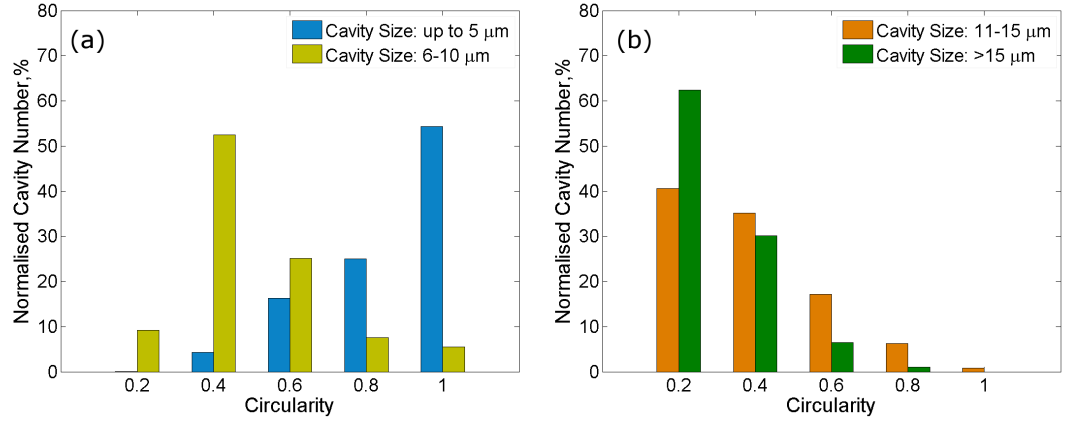 (a)
Cavity Size: up to 5 μm
Cavity Size: 6-10 μm
Normalised Cavity Number,%
80
70
60
50
40
30
20
10
0
0.2 0.4 0.6 0.8 1
Circularity
(b)
Cavity Size: 11-15 μm
Cavity Size: >15 μm
Normalised Cavity Number,%
80
70
60
50
40
30
20
10
0
0.2 0.4 0.6 0.8 1
Circularity